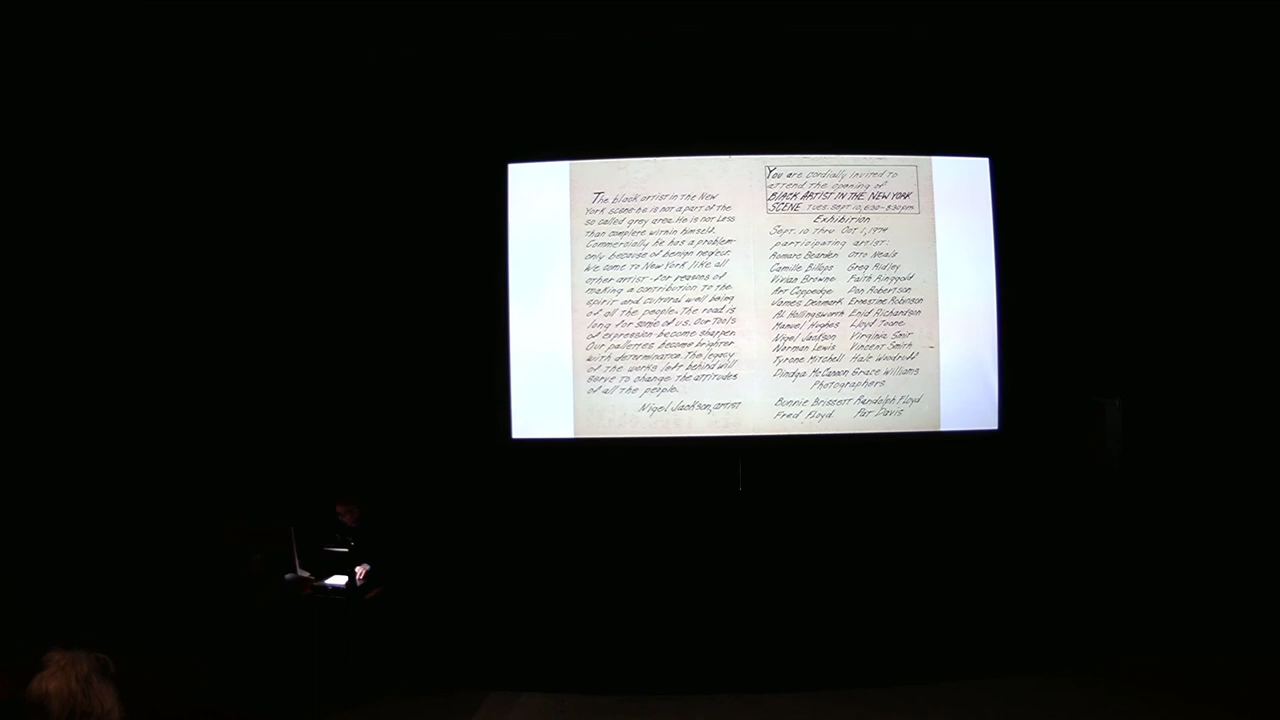 The black artist in the New
York scene-he is not a part of the
so called grey area. He is not Less
than complete within himself.
Commercially he has a problem-
only because of benign neglect.
We come to New York like all
other artist-for reasons of
making a contribution to the
spirit and cultural well being
of all the people. The road is
long for some of us. Our tools
of expression become sharper.
Our pallettes become brighter
with determination. The legacy
of the works left behind will
serve to change the attitudes
of all the people.
Nigel Jackson, artist
You are cordially invited to
attend the opening of
BLACK ARTIST IN THE NEW YORK
SCENE TUES. SEPT. 10, 6:30-8:30pm
Exhibition
Sept. 10 thru Oct 1, 1974
participating artist:
Romare Bearden Otto Neals
Camille Billops Greg Ridley
Vivian Browne Faith Ringgold
Art Coppedge Don Robertson
James Denmark Ernestine Robinson
Al Hollingsworth Enid Richardson
Manuel Hughes Lloyd Toone
Nigel Jackson Virginia Smit
Norman Lewis Vincent Smith
Tyrone Mitchell Hale Woodruff
Dindga McCannon Grace Williams
Photographers
Bonnie Brissett Randolph Floyd
Fred Floyd Pat Davis